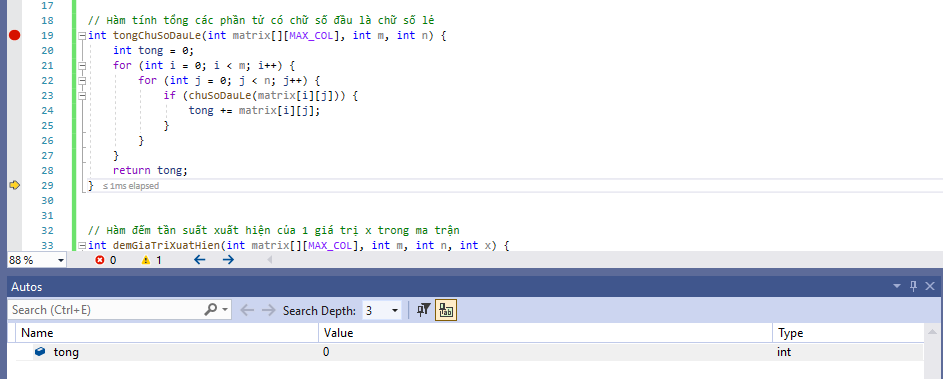 17
18 // Hàm tính tổng các phần tử có chữ số đầu là chữ số lẻ
19 int tongChuSoDauLe(int matrix[][MAX_COL], int m, int n) {
20 int tong = 0;
21 for (int i = 0; i < m; i++) {
22 for (int j = 0; j < n; j++) {
23 if (chuSoDauLe(matrix[i][j])) {
24 tong += matrix[i][j];
25 }
26 }
27 }
28 return tong;
29 } ≤ 1ms elapsed
30
31
32 // Hàm đếm tần suất xuất hiện của 1 giá trị x trong ma trận
33 int demGiaTriXuatHien(int matrix[][MAX_COL], int m, int n, int x) {
88 % 0 1
Autos
Search (Ctrl+E) Search Depth: 3
Name Value Type
tong 0 int